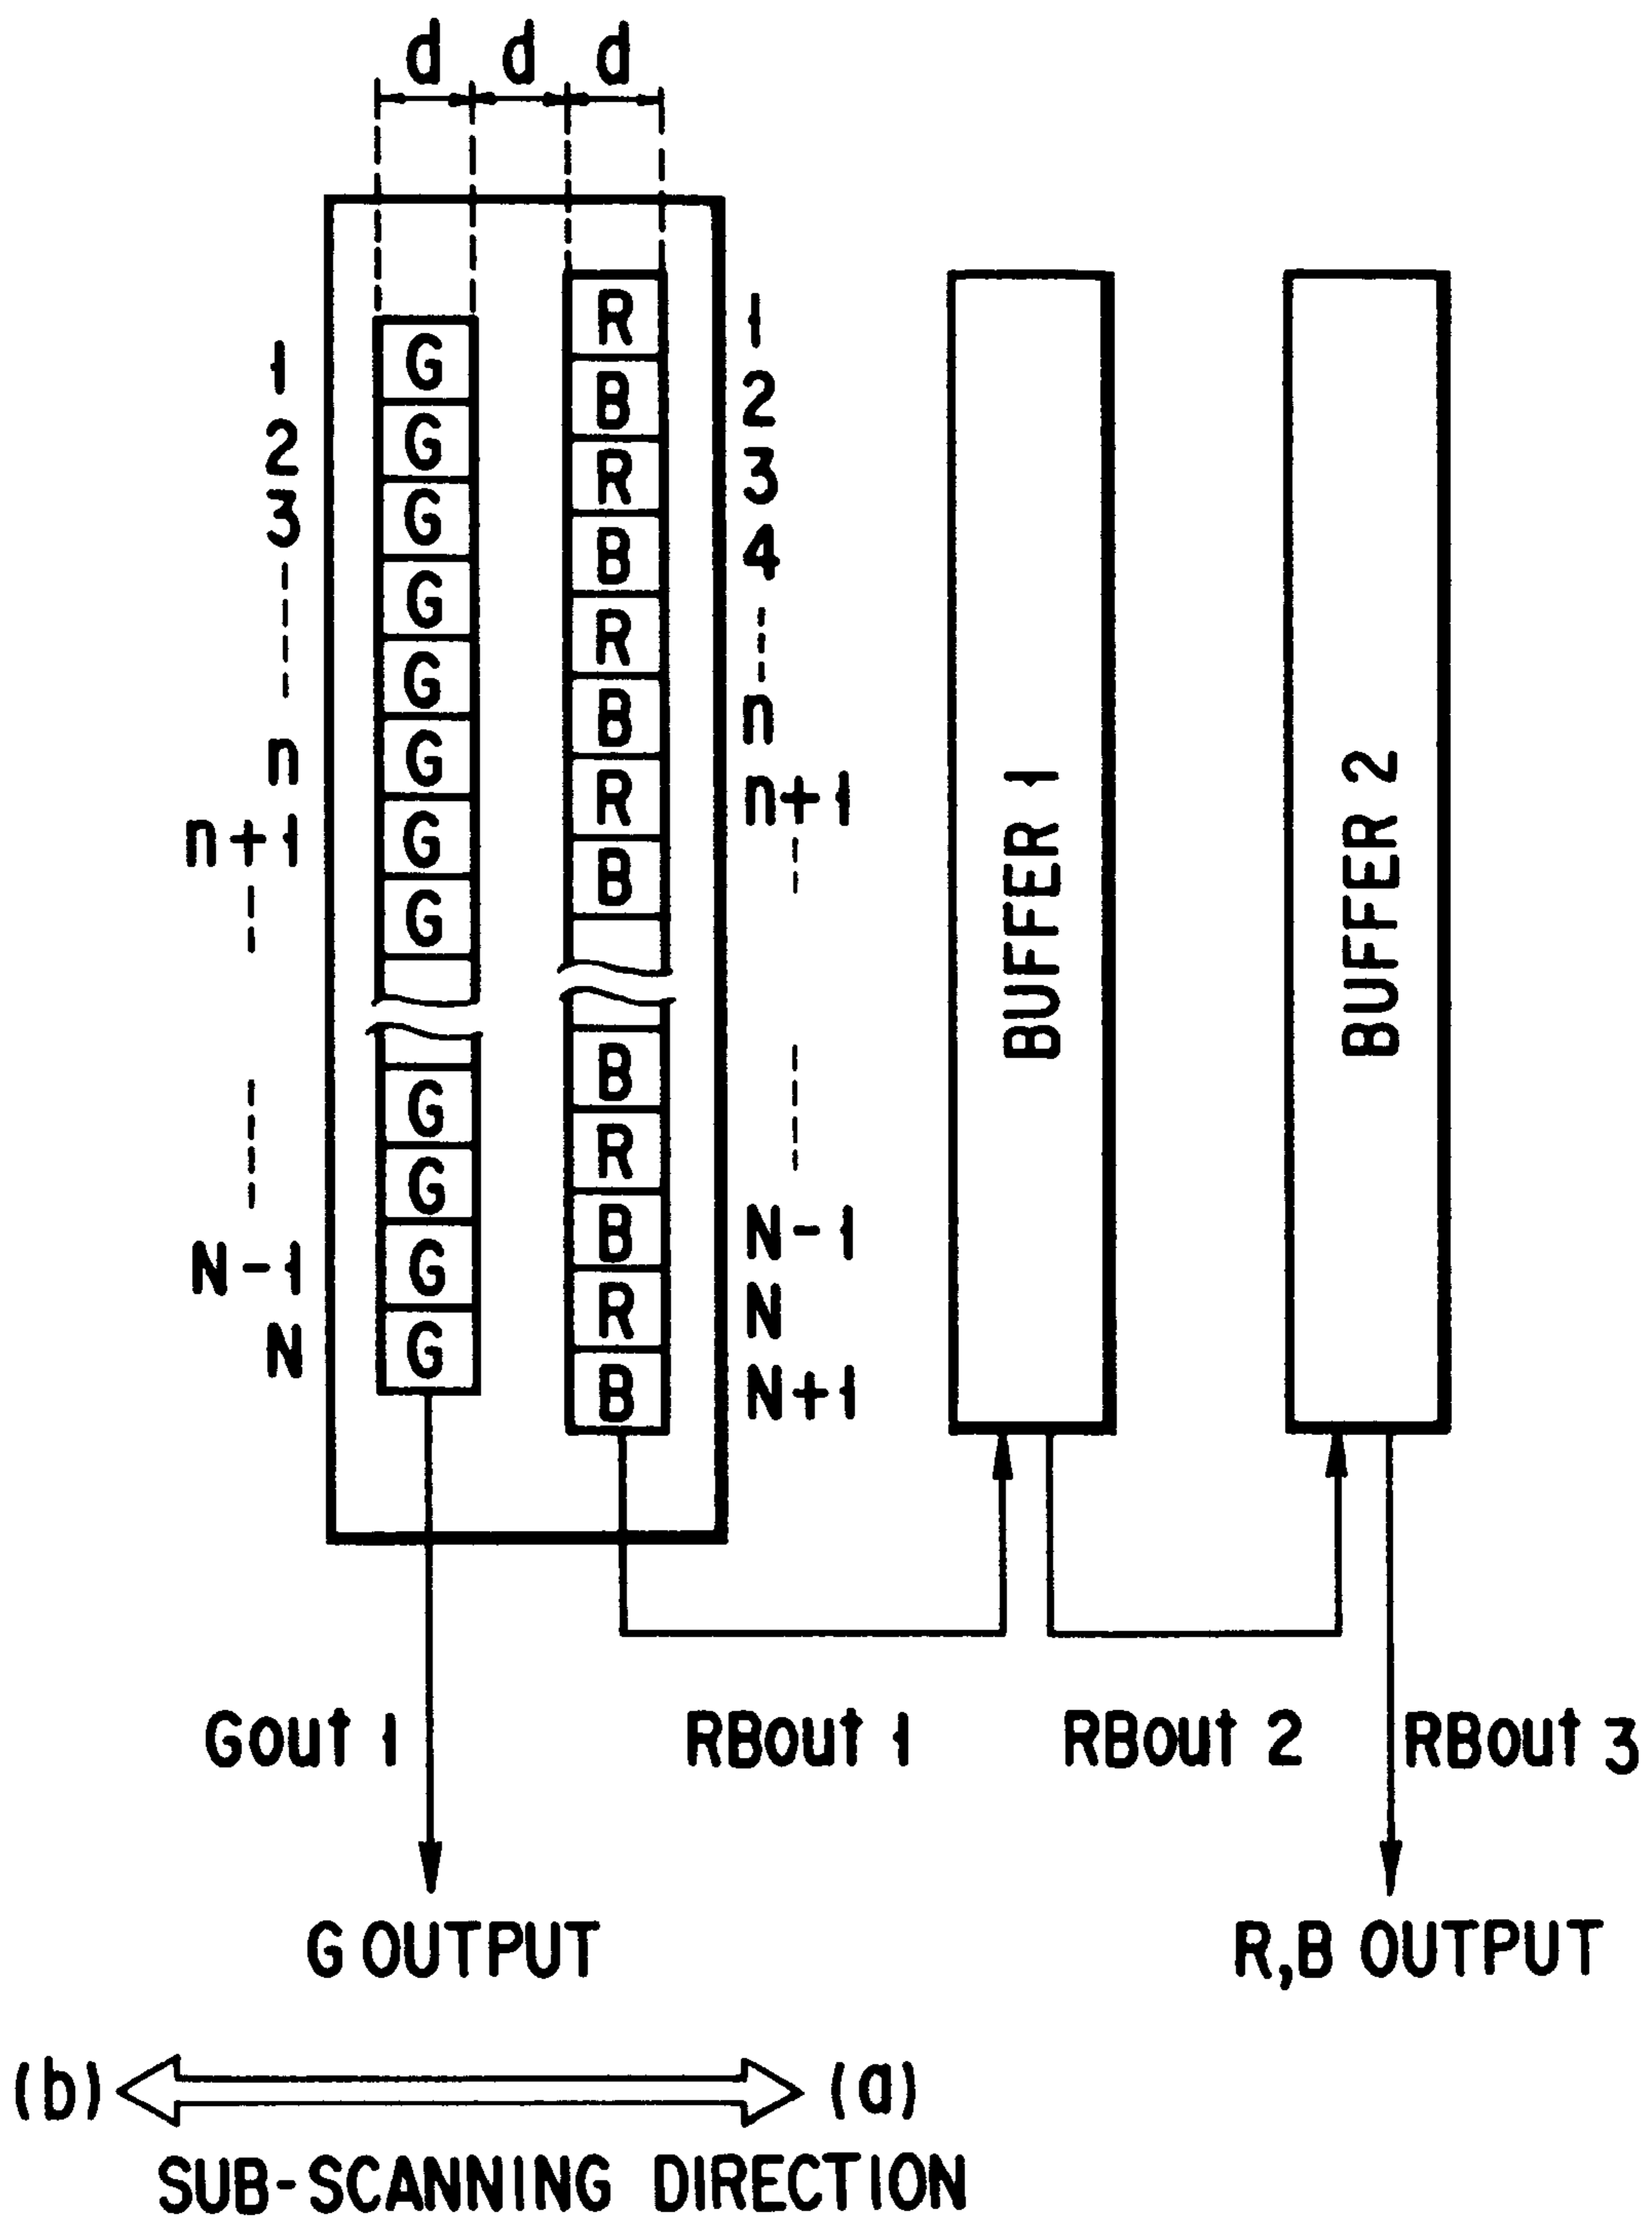 d d d
R 1
1 G
B 2
2 G
R 3
3 G
B 4
G
R
G
B n
n G
R n+1
n+1 G
B
G
B
G
R
G
B N-1
N-1 G
R N
N G
B N+1
BUFFER 1
BUFFER 2
Gout 1 RBout 1 RBout 2 RBout 3
G OUTPUT R,B OUTPUT
(b) (a)
SUB-SCANNING DIRECTION